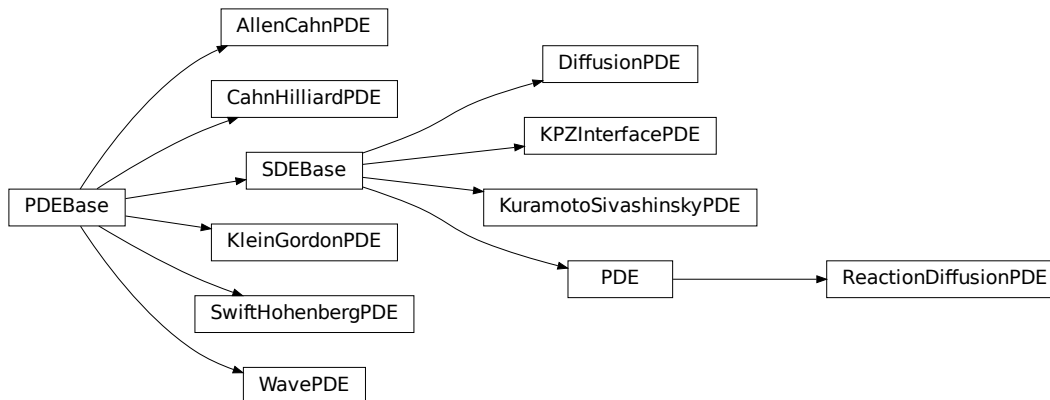 AllenCahnPDE
DiffusionPDE
CahnHilliardPDE
KPZInterfacePDE
SDEBase
PDEBase
KuramotoSivashinskyPDE
KleinGordonPDE
PDE
ReactionDiffusionPDE
SwiftHohenbergPDE
WavePDE